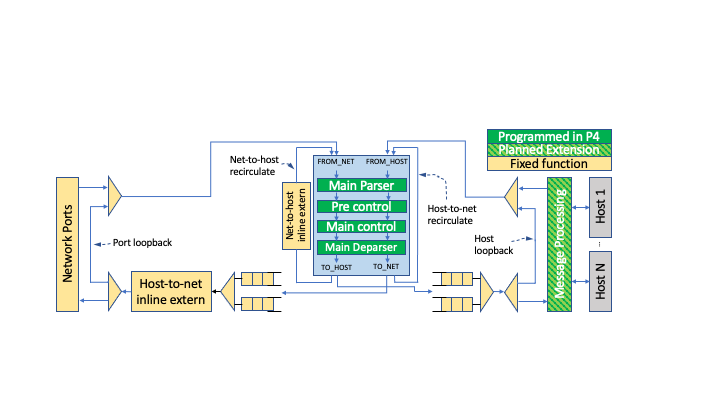 Programmed in P4
Planned Extension
Fixed function
Net-to-host
recirculate
FROM_NET
FROM_HOST
Main Parser
Pre control
Main control
Main Deparser
TO_HOST
TO_NET
Net-to-host
inline extern
Host-to-net
recirculate
Network Ports
Port loopback
Host-to-net
inline extern
Host
loopback
Message Processing
Host 1
...
Host N